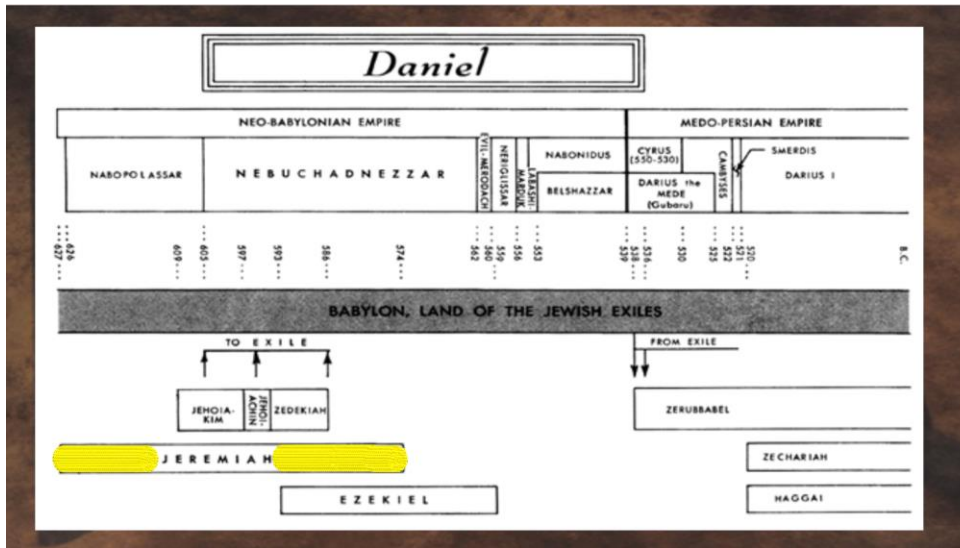 Daniel
NEO-BABYLONIAN EMPIRE
MEDO-PERSIAN EMPIRE
NABOPOLASSAR
NEBUCHADNEZZAR
EVIL-MERODACH
NERIGLISSAR
LABASHI-
MARDUK
NABONIDUS
BELSHAZZAR
CYRUS
(550-530)
DARIUS the
MEDE
(Gubaru)
CAMBYSES
SMERDIS
DARIUS I
627
626
609
605
597
593
586
574
562
560
559
556
553
539
538
536
530
525
522
521
520
B.C.
BABYLON, LAND OF THE JEWISH EXILES
TO EXILE
FROM EXILE
JEHOIA-
KIM
JEHOI-
ACHIN
ZEDEKIAH
ZERUBBABEL
JEREMIAH
ZECHARIAH
EZEKIEL
HAGGAI